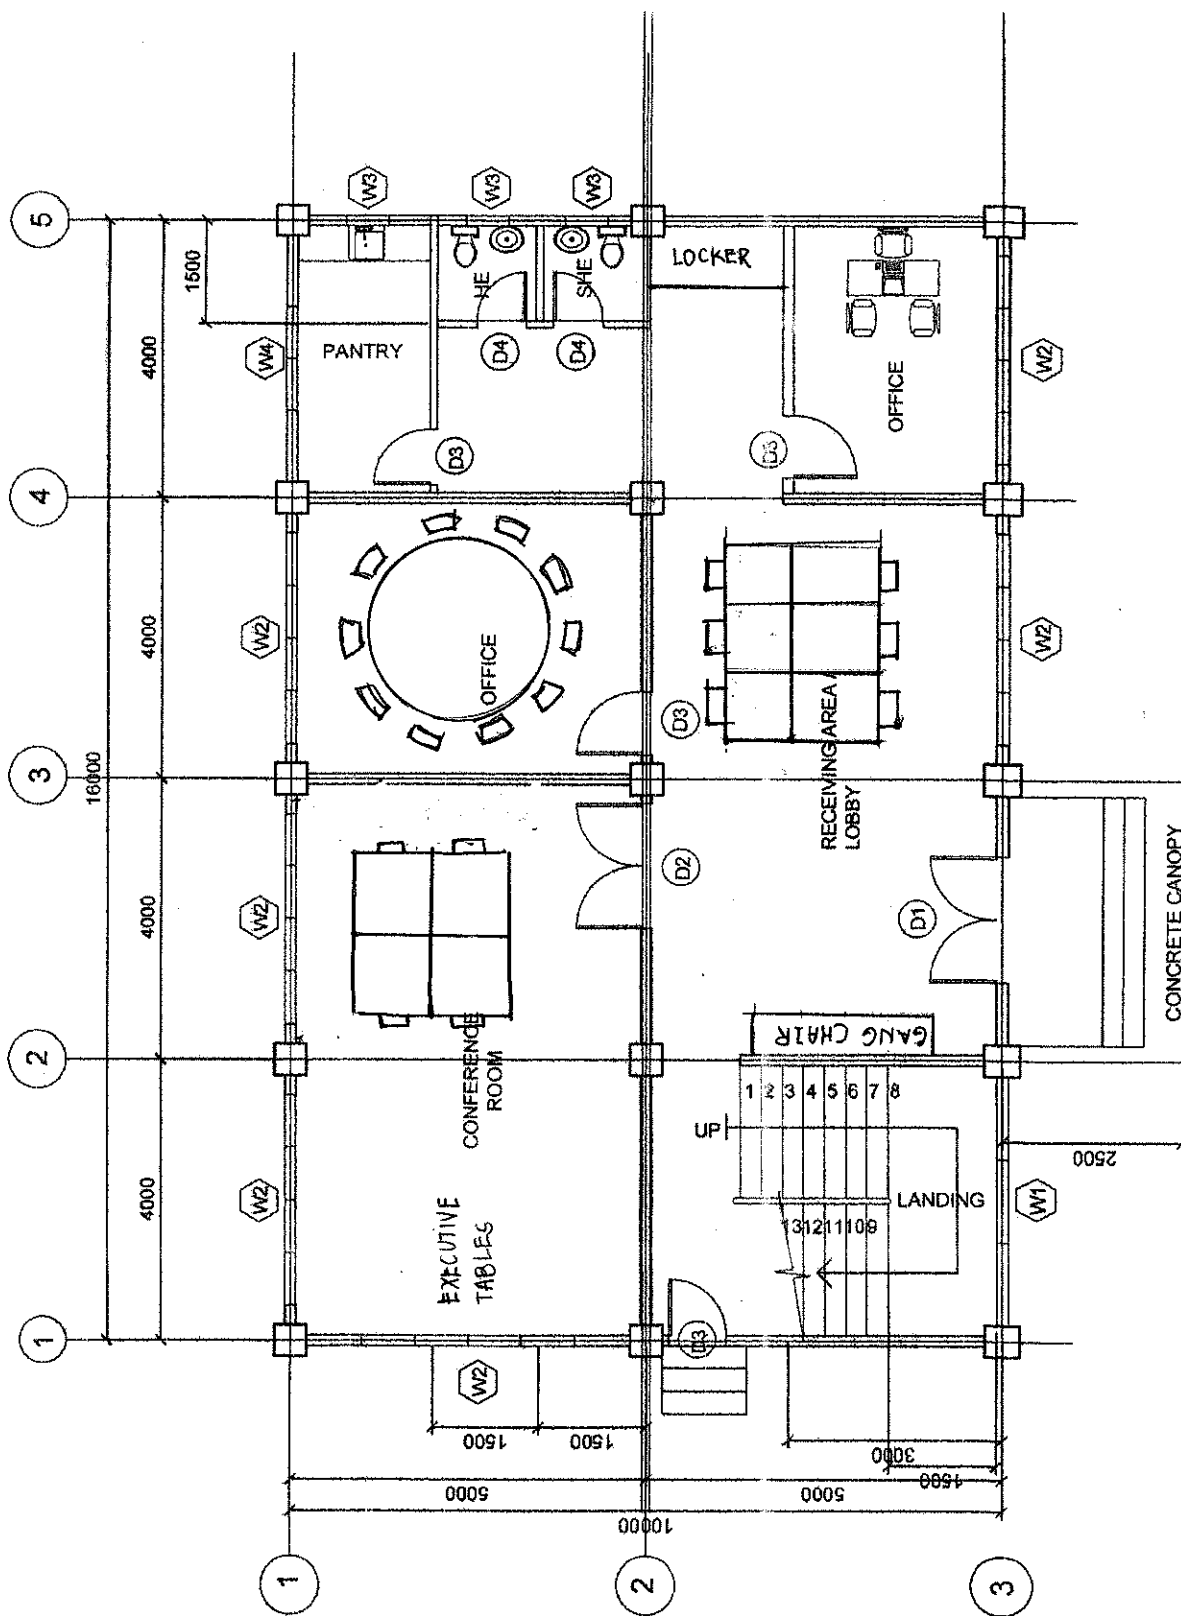 5
4
3
2
1
16000
4000
4000
4000
4000
1500
W4
W2
W2
W2
W3
W3
W3
PANTRY
HE
SHE
D4
D4
D3
LOCKER
OFFICE
D3
W2
OFFICE
D3
RECEIVING AREA /
LOBBY
W2
CONFERENCE
ROOM
D2
D1
CONCRETE CANOPY
GANG CHAIR
EXECUTIVE
TABLES
UP
1 2 3 4 5 6 7 8
LANDING
13 12 11 10 9
W1
2500
D3
W2
1500
1500
3000
1500
5000
5000
10000
1
2
3